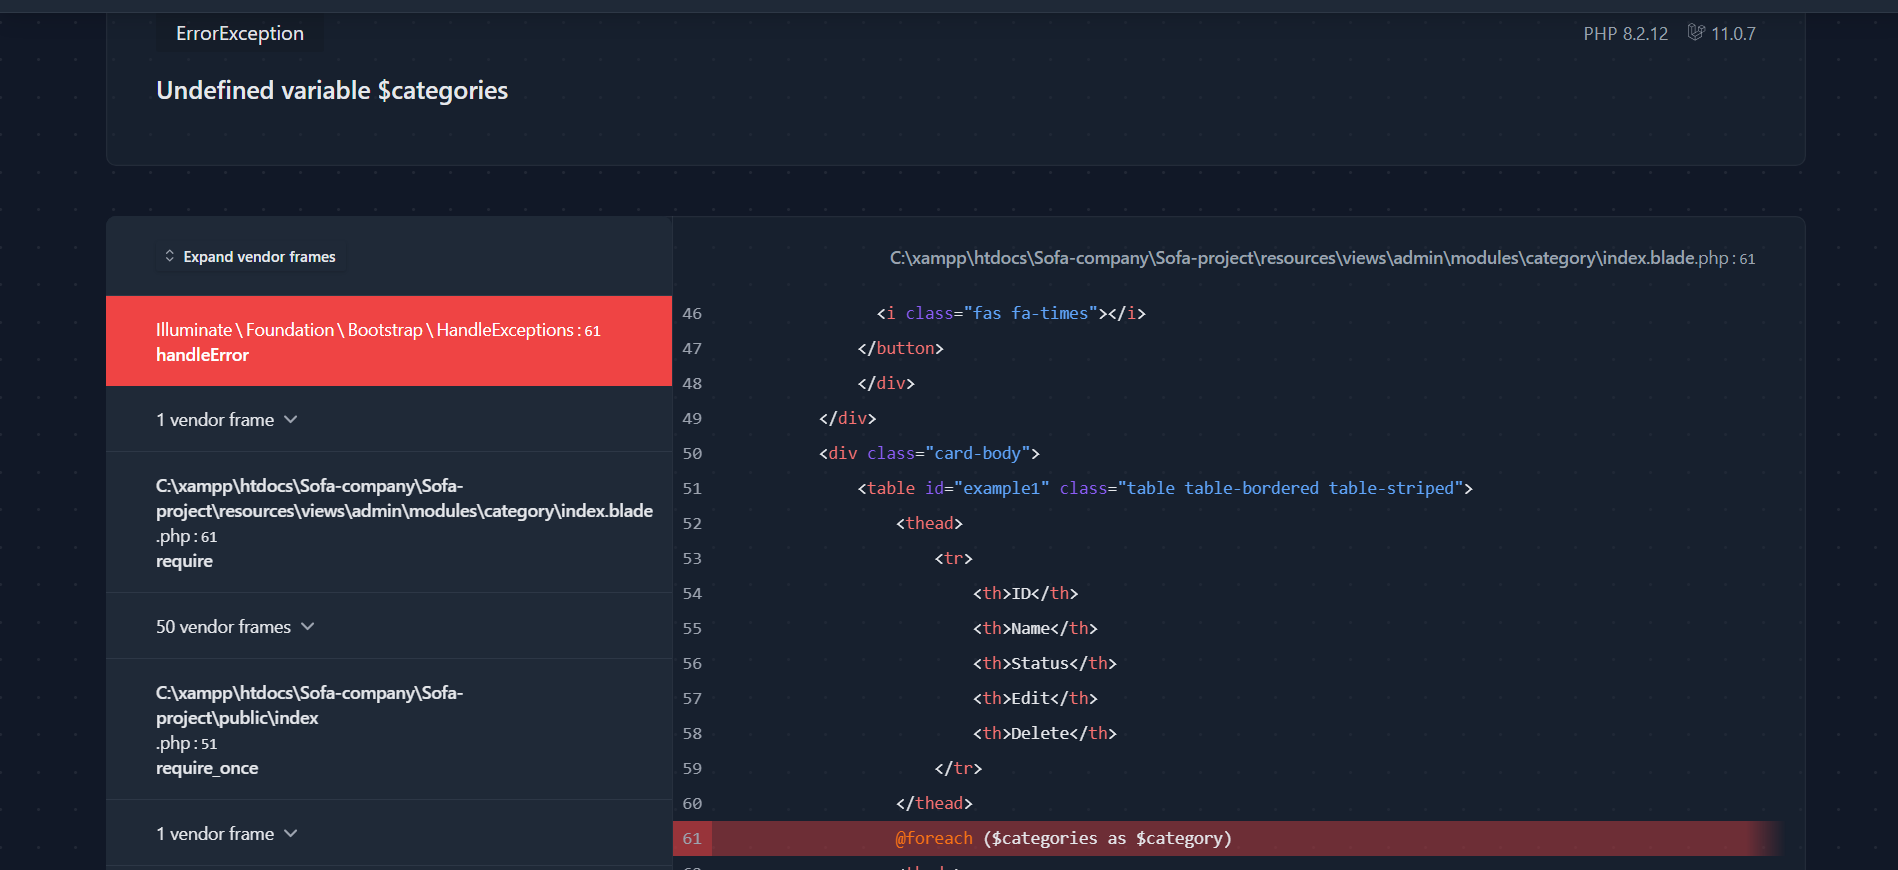 ErrorException
PHP 8.2.12 11.0.7
Undefined variable $categories
Expand vendor frames
Illuminate\Foundation\Bootstrap\HandleExceptions:61
handleError
1 vendor frame
C:\xampp\htdocs\Sofa-company\Sofa-
project\resources\views\admin\modules\category\index.blade
.php:61
require
50 vendor frames
C:\xampp\htdocs\Sofa-company\Sofa-
project\public\index
.php:51
require_once
1 vendor frame
C:\xampp\htdocs\Sofa-company\Sofa-project\resources\views\admin\modules\category\index.blade.php:61
46 <i class="fas fa-times"></i>
47 </button>
48 </div>
49 </div>
50 <div class="card-body">
51 <table id="example1" class="table table-bordered table-striped">
52 <thead>
53 <tr>
54 <th>ID</th>
55 <th>Name</th>
56 <th>Status</th>
57 <th>Edit</th>
58 <th>Delete</th>
59 </tr>
60 </thead>
61 @foreach ($categories as $category)